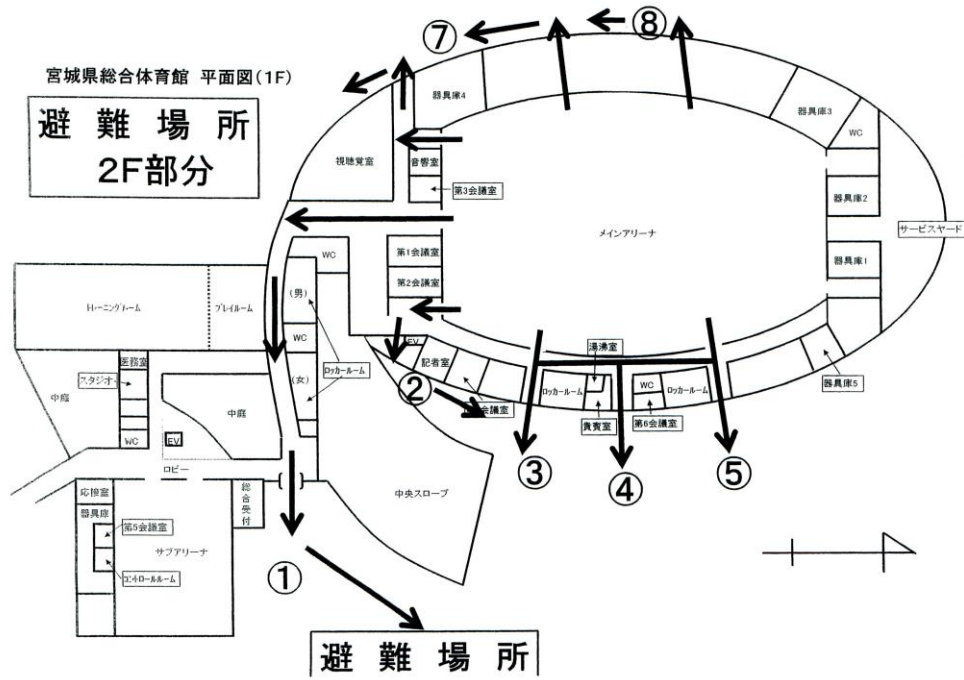 ⑦
⑧
宮城県総合体育館 平面図(1F)
避難場所
2F部分
器具庫4
器具庫3
WC
視聴覚室
音響室
第3会議室
器具庫2
メインアリーナ
サービスヤード
第1会議室
WC
器具庫1
第2会議室
トレーニングルーム
プレイルーム
(男)
WC
EV
記者室
湯沸室
医務室
スタジオ
(女)
ロッカールーム
②
会議室
ロッカールーム
WC
ロッカールーム
器具庫5
中庭
中庭
貴賓室
第6会議室
WC
EV
ロビー
③
④
⑤
応接室
総合受付
中央スロープ
器具庫
第5会議室
サブアリーナ
コントロールルーム
①
避難場所